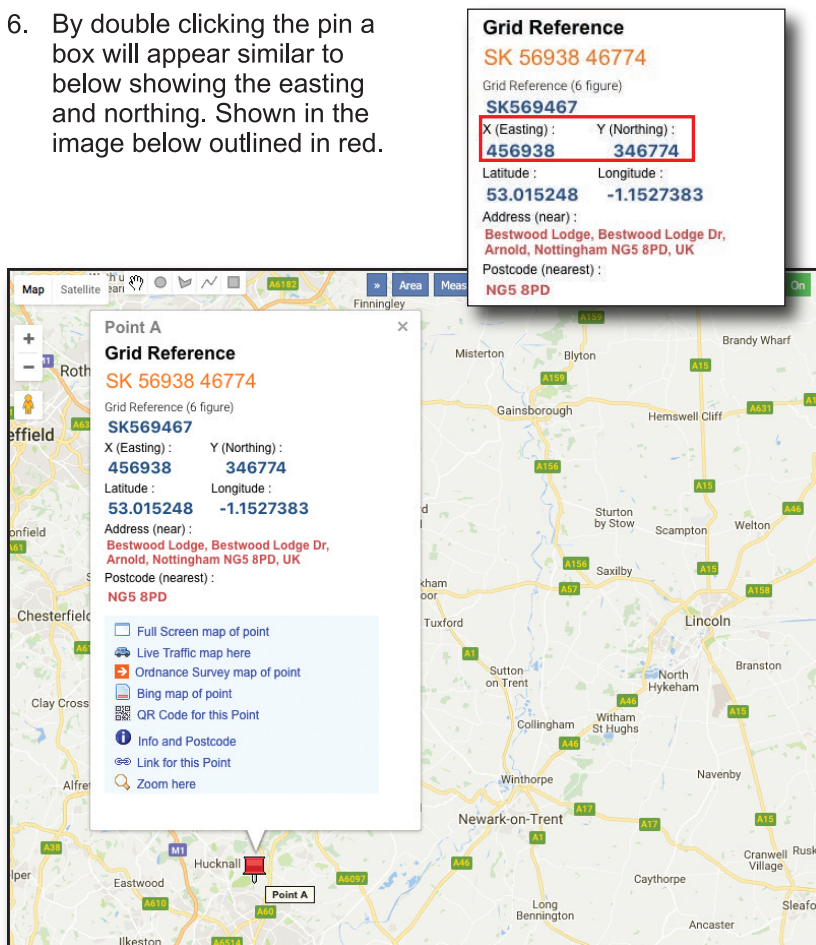 6. By double clicking the pin a
box will appear similar to
below showing the easting
and northing. Shown in the
image below outlined in red.
Grid Reference
SK 56938 46774
Grid Reference (6 figure)
SK569467
X (Easting) : Y (Northing) :
456938 346774
Latitude : Longitude :
53.015248 -1.1527383
Address (near) :
Bestwood Lodge, Bestwood Lodge Dr,
Arnold, Nottingham NG5 8PD, UK
Postcode (nearest) :
NG5 8PD
Map Satellite
A6182
» Area Meas
On
Finningley
Point A ×
Grid Reference
SK 56938 46774
Grid Reference (6 figure)
SK569467
X (Easting) : Y (Northing) :
456938 346774
Latitude : Longitude :
53.015248 -1.1527383
Address (near) :
Bestwood Lodge, Bestwood Lodge Dr,
Arnold, Nottingham NG5 8PD, UK
Postcode (nearest) :
NG5 8PD
Full Screen map of point
Live Traffic map here
Ordnance Survey map of point
Bing map of point
QR Code for this Point
Info and Postcode
Link for this Point
Zoom here
+
−
Roth
effield
onfield
Chesterfield
Clay Cross
Alfre
A159
Brandy Wharf
Misterton
Blyton
A15
A159
Gainsborough
Hemswell Cliff
A631
A156
A15
A46
Sturton
by Stow
Scampton
Welton
A156
Saxilby
A15
A57
A158
kham
oor
Tuxford
Lincoln
A1
Sutton
on Trent
North
Hykeham
Branston
A46
A15
Collingham
Witham
St Hughs
A46
Winthorpe
Navenby
Newark-on-Trent
A17
A17
A15
A1
A38
M1
Hucknall
A46
Cranwell
Village
Rusk
lper
Eastwood
A6097
Caythorpe
Point A
A610
A60
Long
Bennington
Sleafo
Ancaster
Ilkeston
A6514